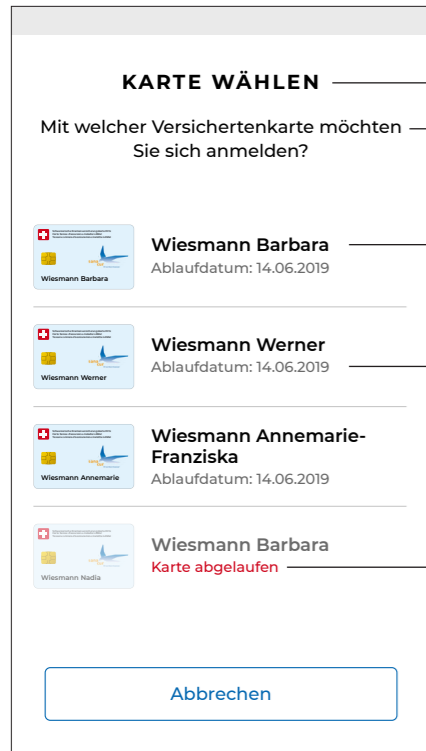 KARTE WÄHLEN
Mit welcher Versichertenkarte möchten
Sie sich anmelden?
Wiesmann Barbara
Wiesmann Barbara
Ablaufdatum: 14.06.2019
Wiesmann Werner
Wiesmann Werner
Ablaufdatum: 14.06.2019
Wiesmann Annemarie
Wiesmann Annemarie-
Franziska
Ablaufdatum: 14.06.2019
Wiesmann Nadia
Wiesmann Barbara
Karte abgelaufen
Abbrechen